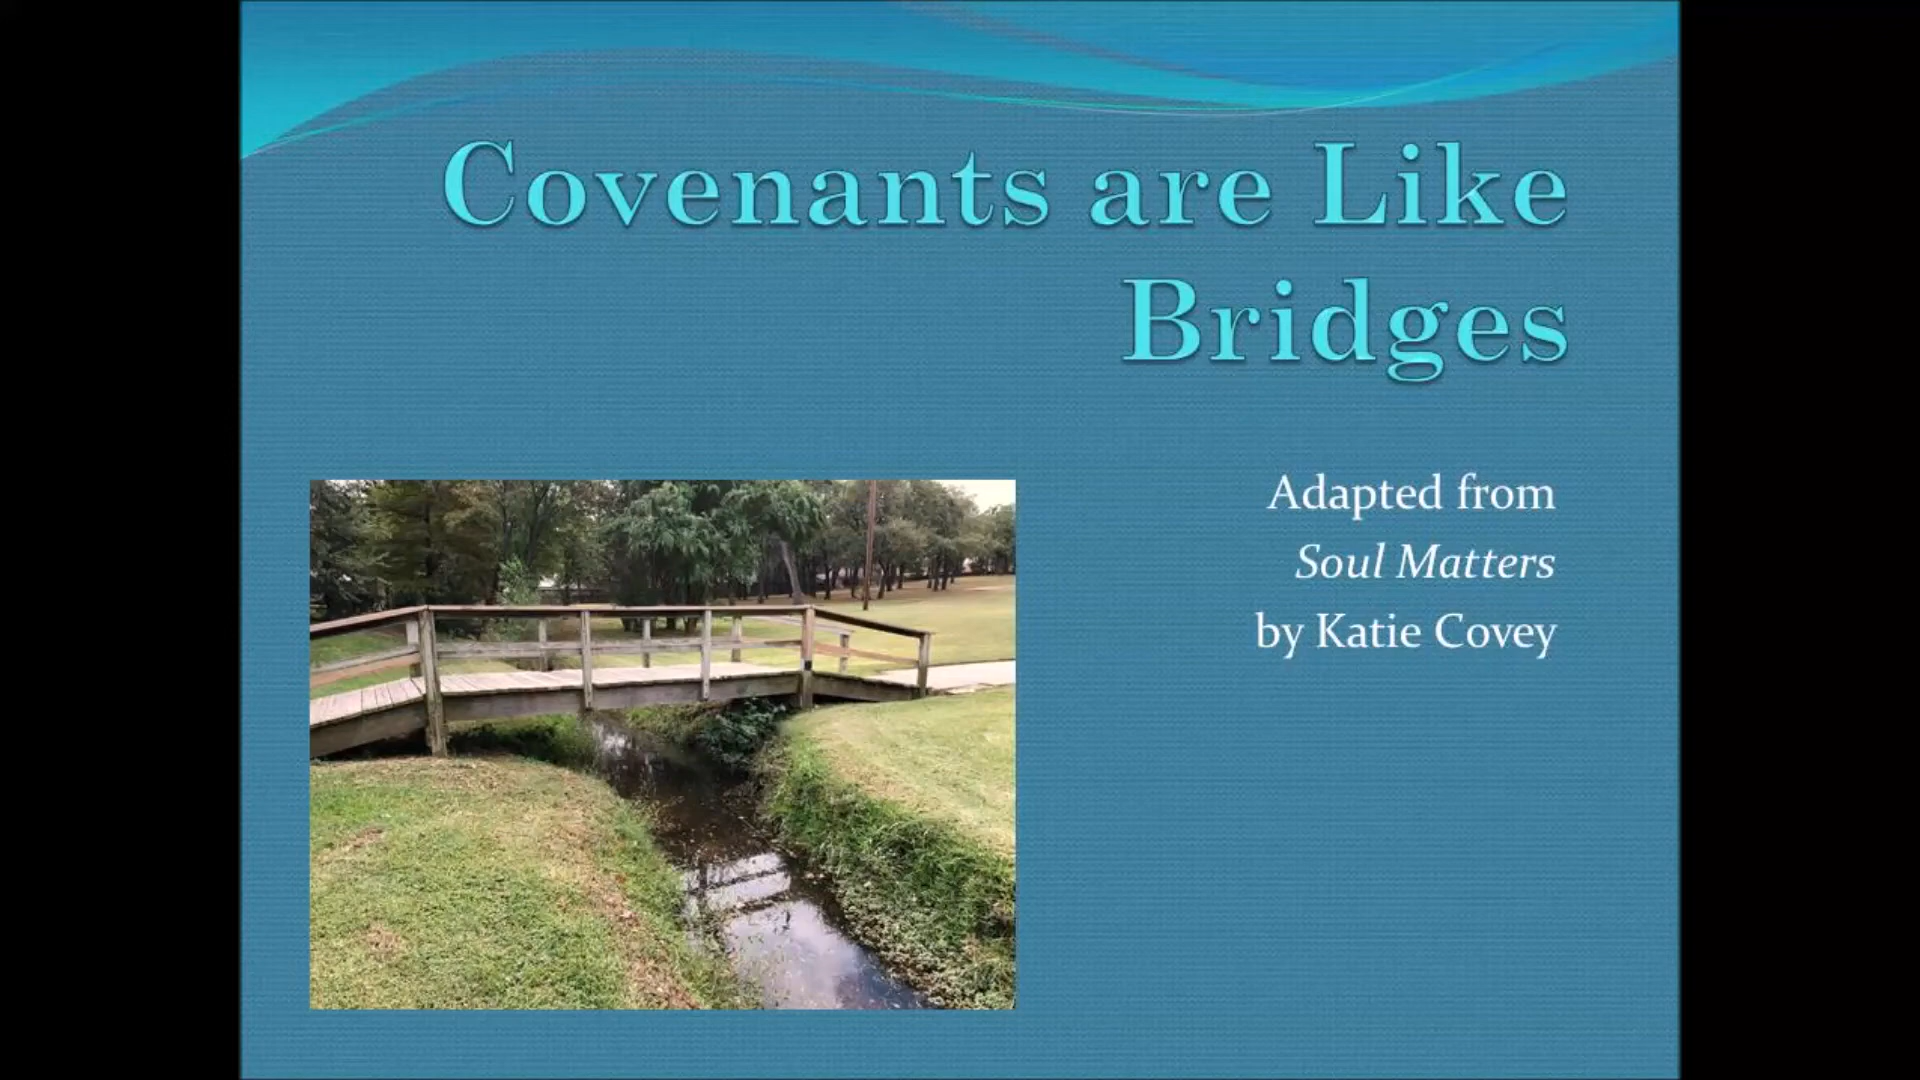 Covenants are Like
Bridges
Adapted from
Soul Matters
by Katie Covey